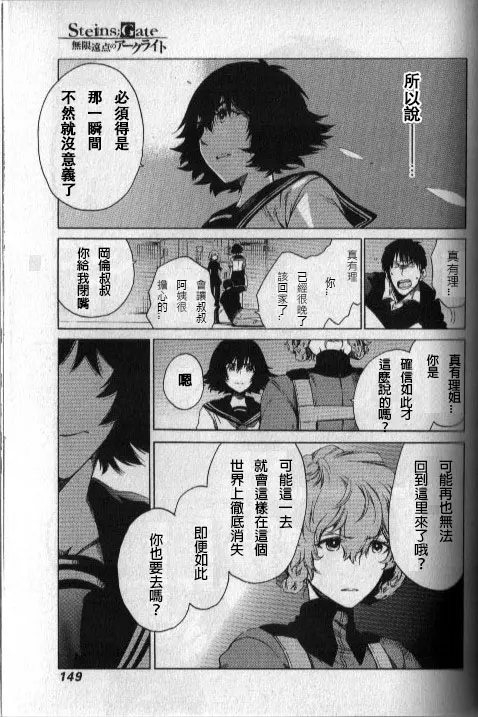 Steins;Gate
無限遠点のアークライト
所以說——
必須得是
那一瞬間
不然就沒意義了
真有理...
真有理
你...
已經很晚了
該回家了...
會讓叔叔
阿姨很
擔心的...
岡倫叔叔
你給我閉嘴
真有理姐...
你是
確信如此才
這麼說的嗎？
嗯
可能再也無法
回到這里來了哦？
可能這一去
就會這樣在這個
世界上徹底消失
即便如此
你也要去嗎？
149